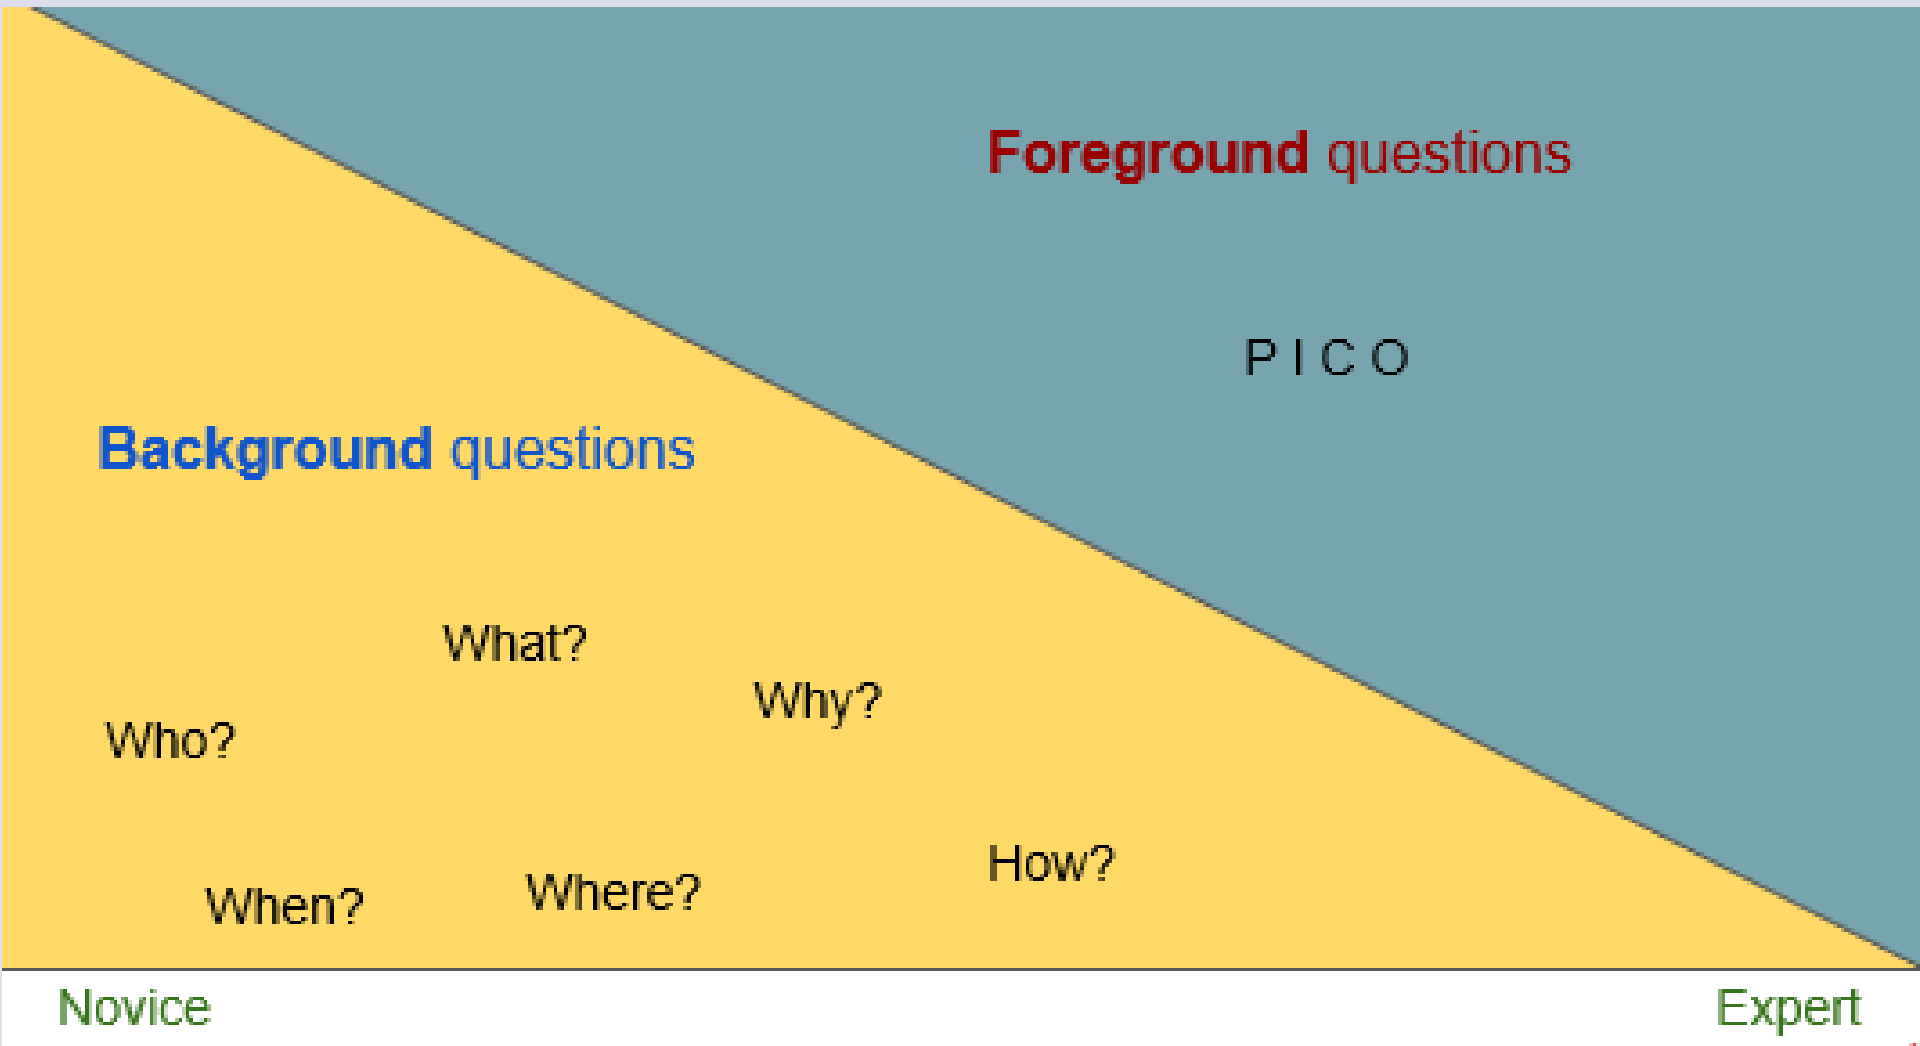 Foreground questions
P I C O
Background questions
What?
Why?
Who?
How?
Where?
When?
Novice
Expert